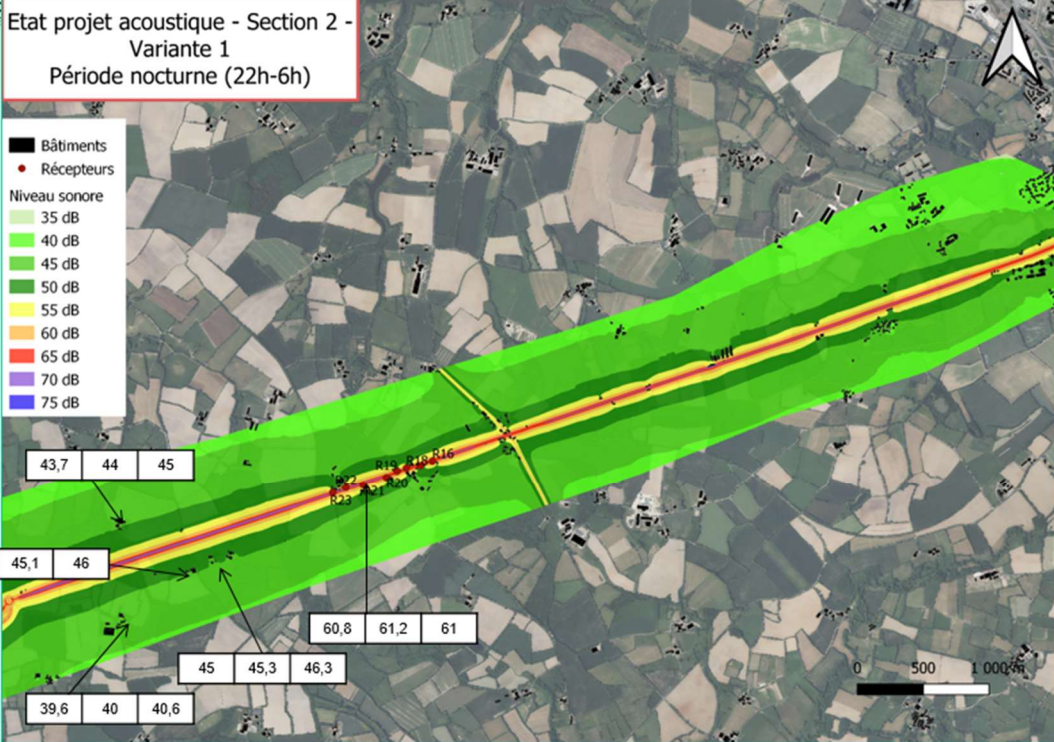 Etat projet acoustique - Section 2 -
Variante 1
Période nocturne (22h-6h)
Bâtiments
Récepteurs
Niveau sonore
35 dB
40 dB
45 dB
50 dB
55 dB
60 dB
65 dB
70 dB
75 dB
43,7 44 45
R19 R18 R16
R22 R21 R20
R23
45,1 46
60,8 61,2 61
45 45,3 46,3
39,6 40 40,6
0 500 1 000 m